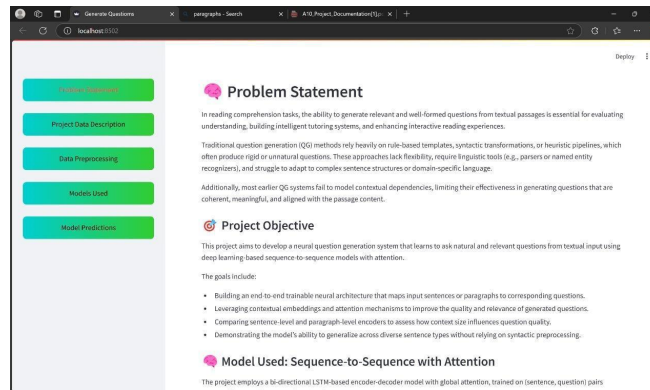 Generate Questions
paragraphs - Search
A10_Project_Documentation(1).p
localhost:8502
Deploy
Problem Statement
Project Data Description
Data Preprocessing
Models Used
Model Predictions
Problem Statement
In reading comprehension tasks, the ability to generate relevant and well-formed questions from textual passages is essential for evaluating
understanding, building intelligent tutoring systems, and enhancing interactive reading experiences.
Traditional question generation (QG) methods rely heavily on rule-based templates, syntactic transformations, or heuristic pipelines, which
often produce rigid or unnatural questions. These approaches lack flexibility, require linguistic tools (e.g., parsers or named entity
recognizers), and struggle to adapt to complex sentence structures or domain-specific language.
Additionally, most earlier QG systems fail to model contextual dependencies, limiting their effectiveness in generating questions that are
coherent, meaningful, and aligned with the passage content.
Project Objective
This project aims to develop a neural question generation system that learns to ask natural and relevant questions from textual input using
deep learning-based sequence-to-sequence models with attention.
The goals include:
• Building an end-to-end trainable neural architecture that maps input sentences or paragraphs to corresponding questions.
• Leveraging contextual embeddings and attention mechanisms to improve the quality and relevance of generated questions.
• Comparing sentence-level and paragraph-level encoders to assess how context size influences question quality.
• Demonstrating the model's ability to generalize across diverse sentence types without relying on syntactic preprocessing.
Model Used: Sequence-to-Sequence with Attention
The project employs a bi-directional LSTM-based encoder-decoder model with global attention, trained on (sentence, question) pairs